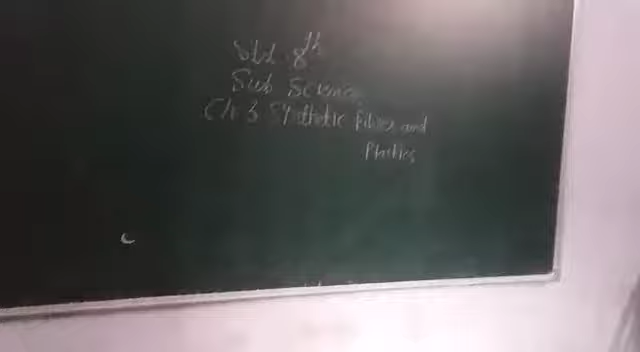 Std 8th
Sub Science
Ch 3 Synthetic Fibres and
Plastics